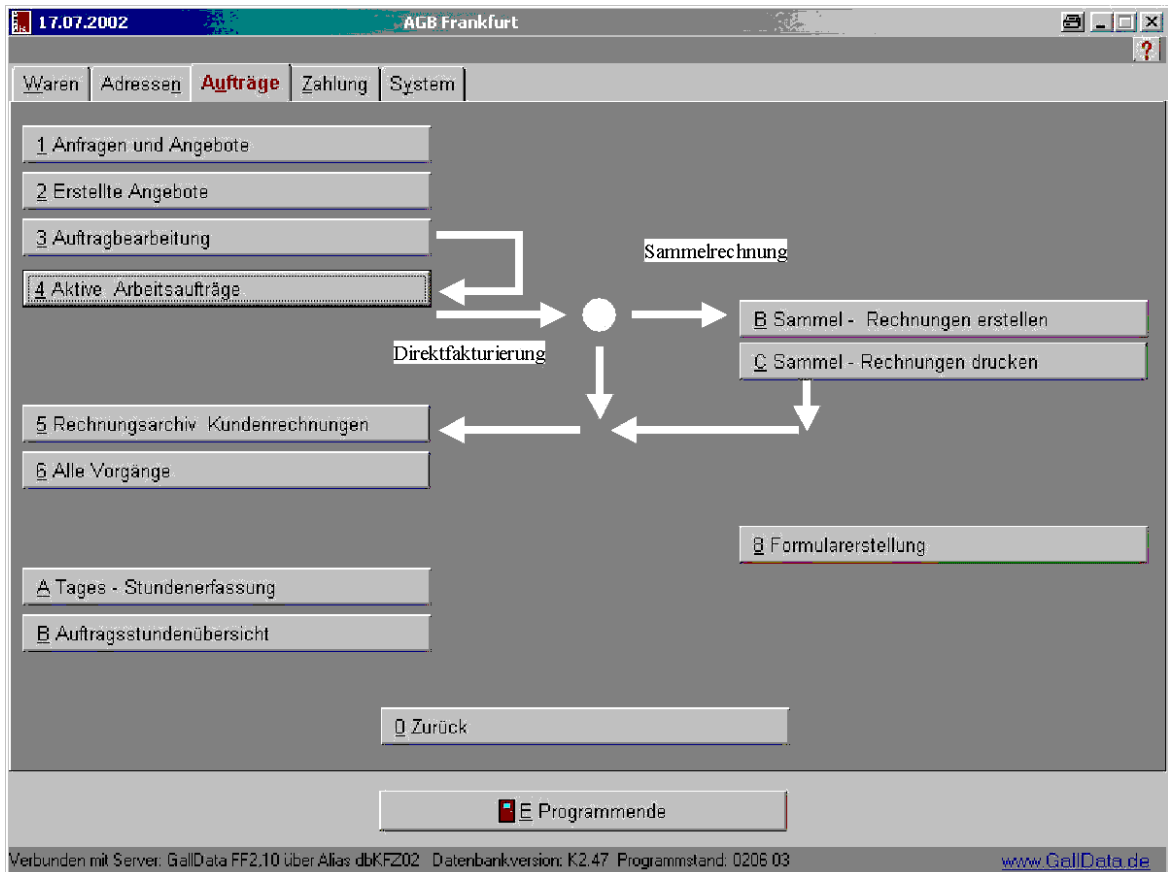 17.07.2002 AGB Frankfurt
?
Waren Adressen Aufträge Zahlung System
1 Anfragen und Angebote
2 Erstellte Angebote
3 Auftragbearbeitung
Sammelrechnung
4 Aktive Arbeitsaufträge
B Sammel - Rechnungen erstellen
Direktfakturierung
C Sammel - Rechnungen drucken
5 Rechnungsarchiv Kundenrechnungen
6 Alle Vorgänge
8 Formularerstellung
A Tages - Stundenerfassung
B Auftragsstundenübersicht
0 Zurück
E Programmende
Verbunden mit Server: GallData FF2,10 über Alias dbKFZ02 Datenbankversion: K2.47 Programmstand: 0206 03 www.GallData.de